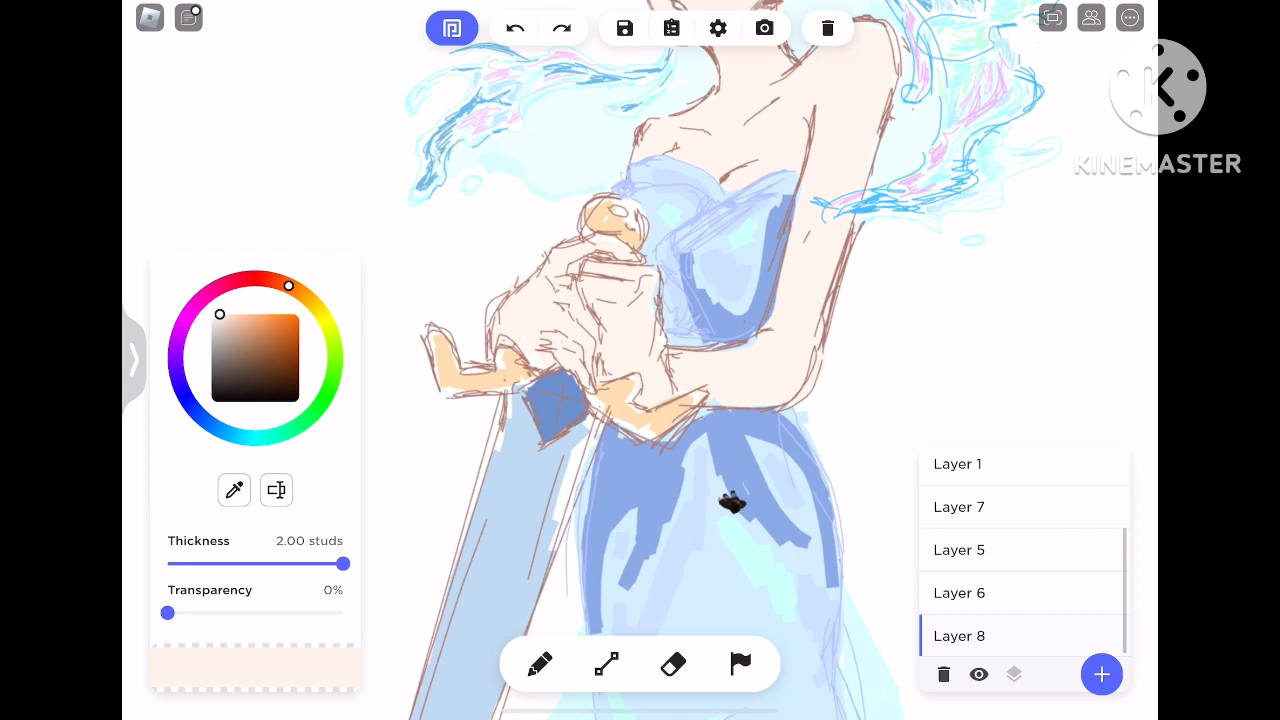 KINEMASTER
Thickness 2.00 studs
Transparency 0%
Layer 1
Layer 7
Layer 5
Layer 6
Layer 8